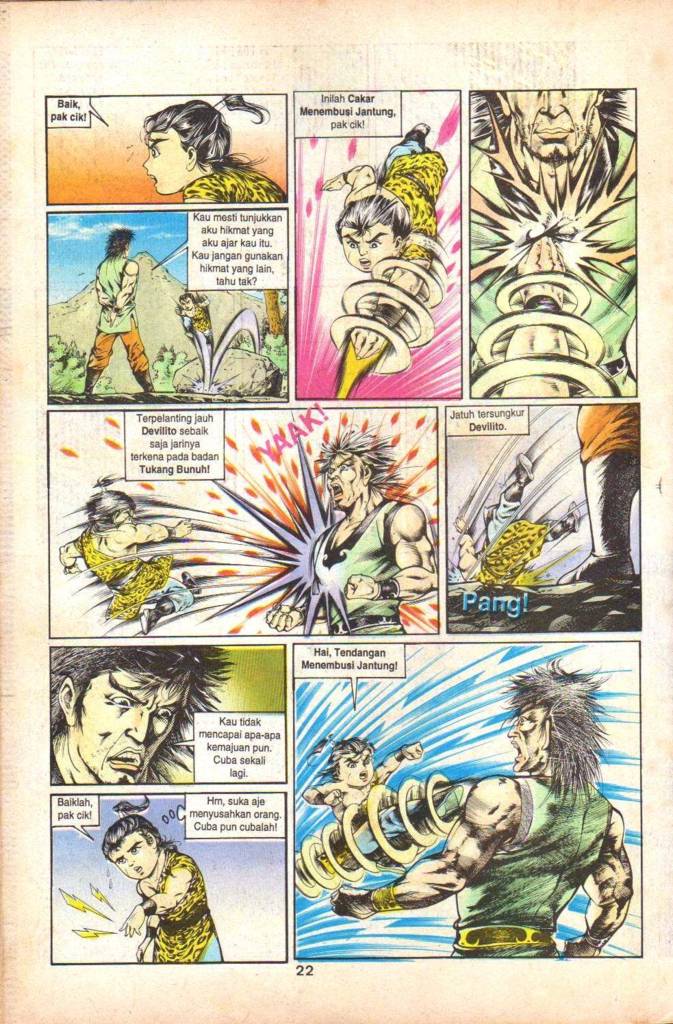 Baik,
pak cik!
Kau mesti tunjukkan
aku hikmat yang
aku ajar kau itu.
Kau jangan gunakan
hikmat yang lain,
tahu tak?
Inilah Cakar
Menembusi Jantung,
pak cik!
Terpelanting jauh
Devilito sebaik
saja jarinya
terkena pada badan
Tukang Bunuh!
YAAK!
Jatuh tersungkur
Devilito.
Pang!
Kau tidak
mencapai apa-apa
kemajuan pun.
Cuba sekali
lagi.
Baiklah,
pak cik!
Hm, suka aje
menyusahkan orang.
Cuba pun cubalah!
Hai, Tendangan
Menembusi Jantung!
22